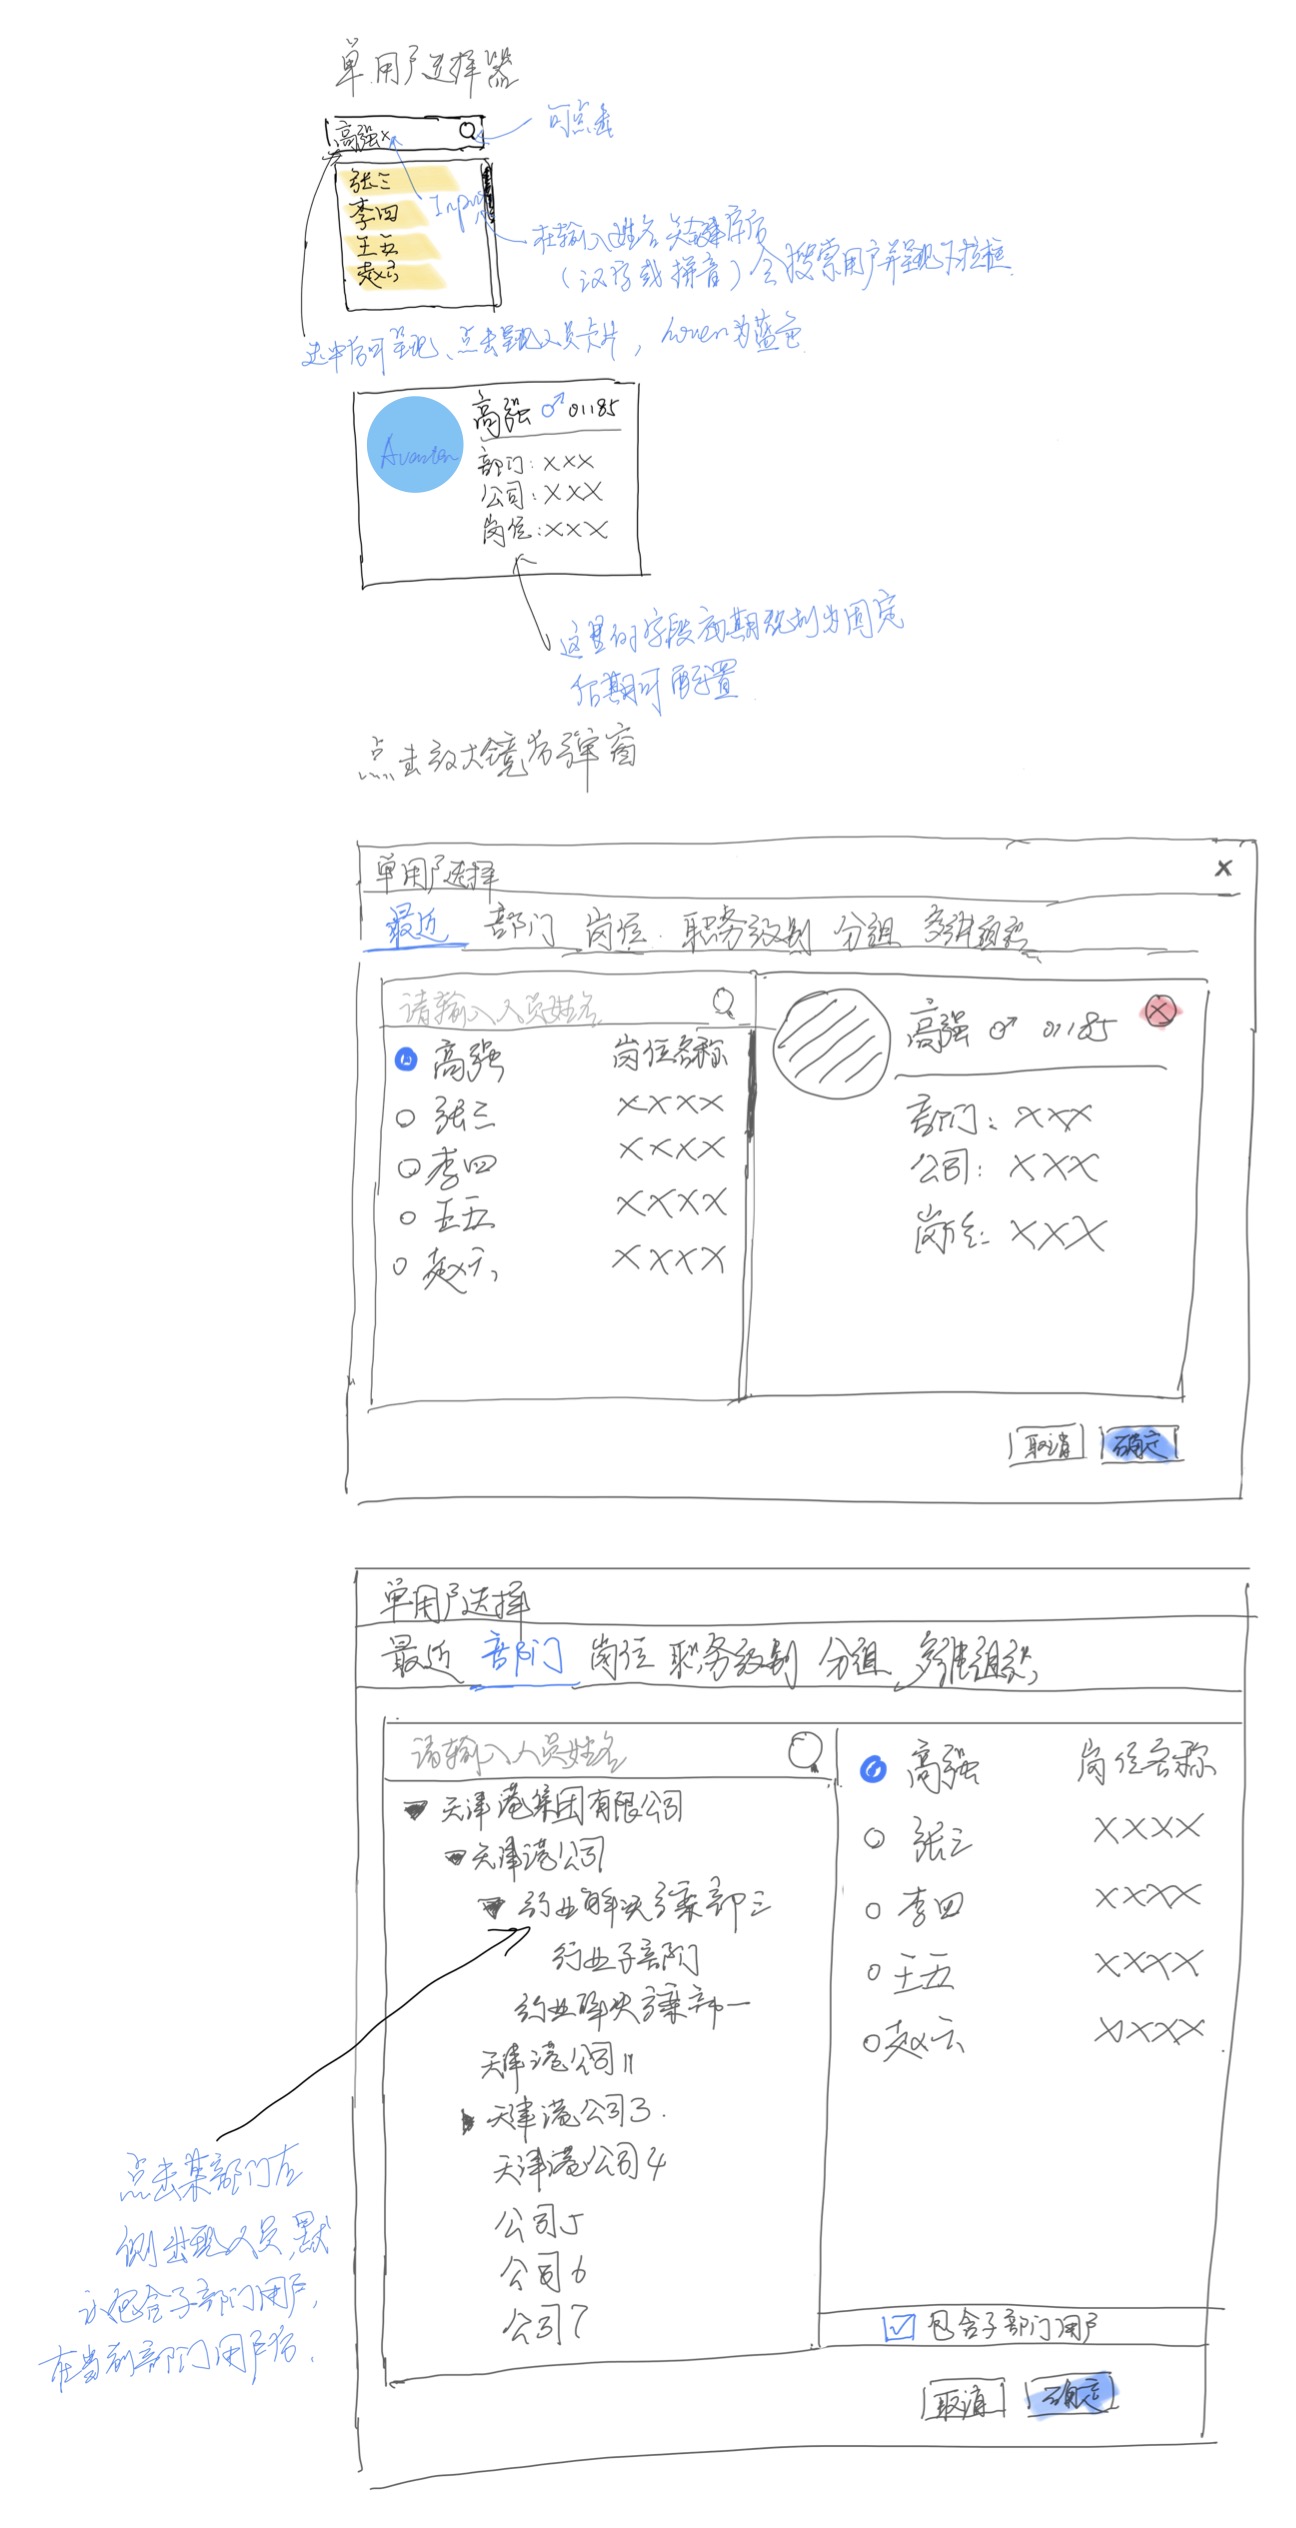 单用户选择器
高强x
可点击
张三
李四
王五
赵云
Input
在输入姓名关键字后
（汉字或拼音）会搜索用户并呈现下拉框
选中后可呈现、点击呈现人员卡片，hover为蓝色
高强 ♂ 01185
部门：XXX
公司：XXX
岗位：XXX
这里的字段初期规划为固定
后期可配置
点击放大镜后弹窗
单用户选择 x
最近 部门 岗位 职务级别 分组 多维组织
请输入人员姓名
高强 岗位名称
张三 XXXX
李四 XXXX
王五 XXXX
赵云 XXXX
高强 ♂ 01185
部门：XXX
公司：XXX
岗位：XXX
取消 确定
单用户选择
最近 部门 岗位 职务级别 分组 多维组织
请输入人员姓名
天津港集团有限公司
天津港公司
行业解决方案部三
行业子部门
行业解决方案部一
天津港公司11
天津港公司3.
天津港公司4
公司5
公司6
公司7
高强 岗位名称
张三 XXXX
李四 XXXX
王五 XXXX
赵云 XXXX
包含子部门用户
取消 确定
点击某部门左
侧出现人员，默
认包含子部门用户，
在当前部门用户后.